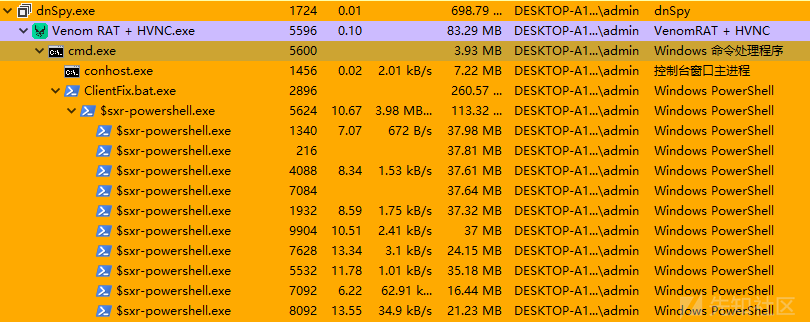 dnSpy.exe 1724 0.01 698.79 ... DESKTOP-A1...\admin dnSpy
Venom RAT + HVNC.exe 5596 0.10 83.29 MB DESKTOP-A1...\admin VenomRAT + HVNC
cmd.exe 5600 3.93 MB DESKTOP-A1...\admin Windows 命令处理程序
conhost.exe 1456 0.02 2.01 kB/s 7.22 MB DESKTOP-A1...\admin 控制台窗口主进程
ClientFix.bat.exe 2896 260.57 ... DESKTOP-A1...\admin Windows PowerShell
$sxr-powershell.exe 5624 10.67 3.98 MB... 113.32 ... DESKTOP-A1...\admin Windows PowerShell
$sxr-powershell.exe 1340 7.07 672 B/s 37.98 MB DESKTOP-A1...\admin Windows PowerShell
$sxr-powershell.exe 216 37.81 MB DESKTOP-A1...\admin Windows PowerShell
$sxr-powershell.exe 4088 8.34 1.53 kB/s 37.61 MB DESKTOP-A1...\admin Windows PowerShell
$sxr-powershell.exe 7084 37.64 MB DESKTOP-A1...\admin Windows PowerShell
$sxr-powershell.exe 1932 8.59 1.75 kB/s 37.32 MB DESKTOP-A1...\admin Windows PowerShell
$sxr-powershell.exe 9904 10.51 2.41 kB/s 37 MB DESKTOP-A1...\admin Windows PowerShell
$sxr-powershell.exe 7628 13.34 3.1 kB/s 24.15 MB DESKTOP-A1...\admin Windows PowerShell
$sxr-powershell.exe 5532 11.78 1.01 kB/s 35.18 MB DESKTOP-A1...\admin Windows PowerShell
$sxr-powershell.exe 7092 6.22 62.91 k... 16.44 MB DESKTOP-A1...\admin Windows PowerShell
$sxr-powershell.exe 8092 13.55 34.9 kB/s 21.23 MB DESKTOP-A1...\admin Windows PowerShell
先知社区